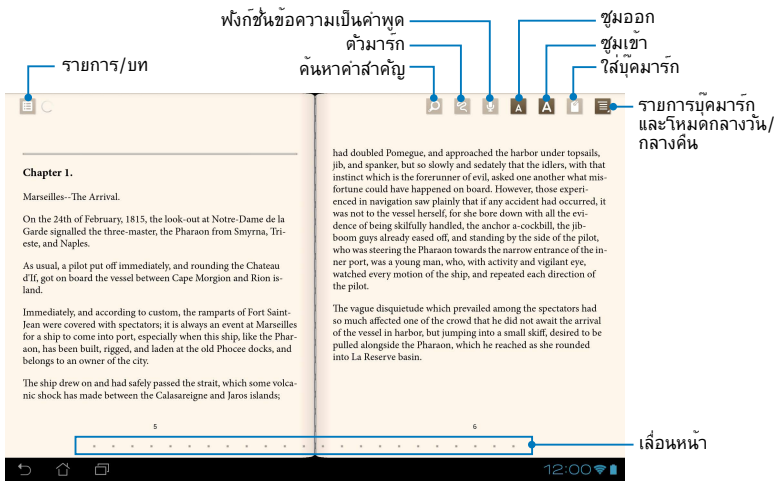 ฟังก์ชั่นข้อความเป็นคำพูด
ซูมออก
ตัวมาร์ก
ซูมเข้า
รายการ/บท
ค้นหาคำสำคัญ
ใส่บุ๊คมาร์ก
รายการบุ๊คมาร์ก
และโหมดกลางวัน/
กลางคืน
A
A
Chapter 1.
Marseilles--The Arrival.
On the 24th of February, 1815, the look-out at Notre-Dame de la
Garde signalled the three-master, the Pharaon from Smyrna, Tri-
este, and Naples.
As usual, a pilot put off immediately, and rounding the Chateau
d'If, got on board the vessel between Cape Morgion and Rion is-
land.
Immediately, and according to custom, the ramparts of Fort Saint-
Jean were covered with spectators; it is always an event at Marseilles
for a ship to come into port, especially when this ship, like the Phar-
aon, has been built, rigged, and laden at the old Phocee docks, and
belongs to an owner of the city.
The ship drew on and had safely passed the strait, which some volca-
nic shock has made between the Calasareigne and Jaros islands;
5
had doubled Pomegue, and approached the harbor under topsails,
jib, and spanker, but so slowly and sedately that the idlers, with that
instinct which is the forerunner of evil, asked one another what mis-
fortune could have happened on board. However, those experi-
enced in navigation saw plainly that if any accident had occurred, it
was not to the vessel herself, for she bore down with all the evi-
dence of being skilfully handled, the anchor a-cockbill, the jib-
boom guys already eased off, and standing by the side of the pilot,
who was steering the Pharaon towards the narrow entrance of the in-
ner port, was a young man, who, with activity and vigilant eye,
watched every motion of the ship, and repeated each direction of
the pilot.
The vague disquietude which prevailed among the spectators had
so much affected one of the crowd that he did not await the arrival
of the vessel in harbor, but jumping into a small skiff, desired to be
pulled alongside the Pharaon, which he reached as she rounded
into La Reserve basin.
6
เลื่อนหน้า
12:00